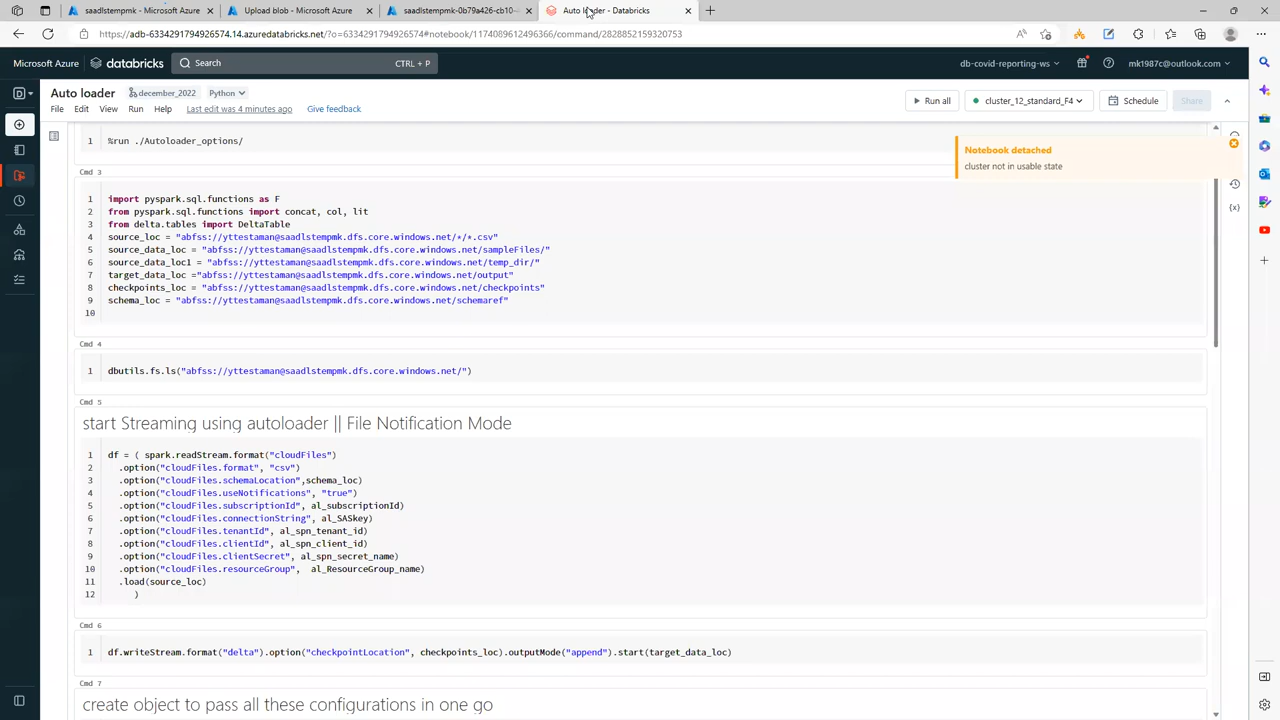 saadlstempmk - Microsoft Azure
Upload blob - Microsoft Azure
saadlstempmk-0b79a426-cb10-
Auto loader - Databricks
https://adb-6334291794926574.14.azuredatabricks.net/?o=6334291794926574#notebook/1174089612436366/command/2828852159320753
Microsoft Azure
databricks
Search
CTRL + P
db-covid-reporting-ws
mk1987c@outlook.com
Auto loader
december_2022
Python
File
Edit
View
Run
Help
Last edit was 4 minutes ago
Give feedback
Run all
cluster_12_standard_F4
Schedule
Share
1 %run ./Autoloader_options/
Notebook detached
cluster not in usable state
Cmd 3
1 import pyspark.sql.functions as F
2 from pyspark.sql.functions import concat, col, lit
3 from delta.tables import DeltaTable
4 source_loc = "abfss://yttestaman@saadlstempmk.dfs.core.windows.net/*/*.csv"
5 source_data_loc = "abfss://yttestaman@saadlstempmk.dfs.core.windows.net/sampleFiles/"
6 source_data_loc1 = "abfss://yttestaman@saadlstempmk.dfs.core.windows.net/temp_dir/"
7 target_data_loc ="abfss://yttestaman@saadlstempmk.dfs.core.windows.net/output"
8 checkpoints_loc = "abfss://yttestaman@saadlstempmk.dfs.core.windows.net/checkpoints"
9 schema_loc = "abfss://yttestaman@saadlstempmk.dfs.core.windows.net/schemaref"
10
Cmd 4
1 dbutils.fs.ls("abfss://yttestaman@saadlstempmk.dfs.core.windows.net/")
Cmd 5
start Streaming using autoloader || File Notification Mode
1 df = ( spark.readStream.format("cloudFiles")
2 .option("cloudFiles.format", "csv")
3 .option("cloudFiles.schemaLocation",schema_loc)
4 .option("cloudFiles.useNotifications", "true")
5 .option("cloudFiles.subscriptionId", al_subscriptionId)
6 .option("cloudFiles.connectionString", al_SASkey)
7 .option("cloudFiles.tenantId", al_spn_tenant_id)
8 .option("cloudFiles.clientId", al_spn_client_id)
9 .option("cloudFiles.clientSecret", al_spn_secret_name)
10 .option("cloudFiles.resourceGroup", al_ResourceGroup_name)
11 .load(source_loc)
12 )
Cmd 6
1 df.writeStream.format("delta").option("checkpointLocation", checkpoints_loc).outputMode("append").start(target_data_loc)
Cmd 7
create object to pass all these configurations in one go